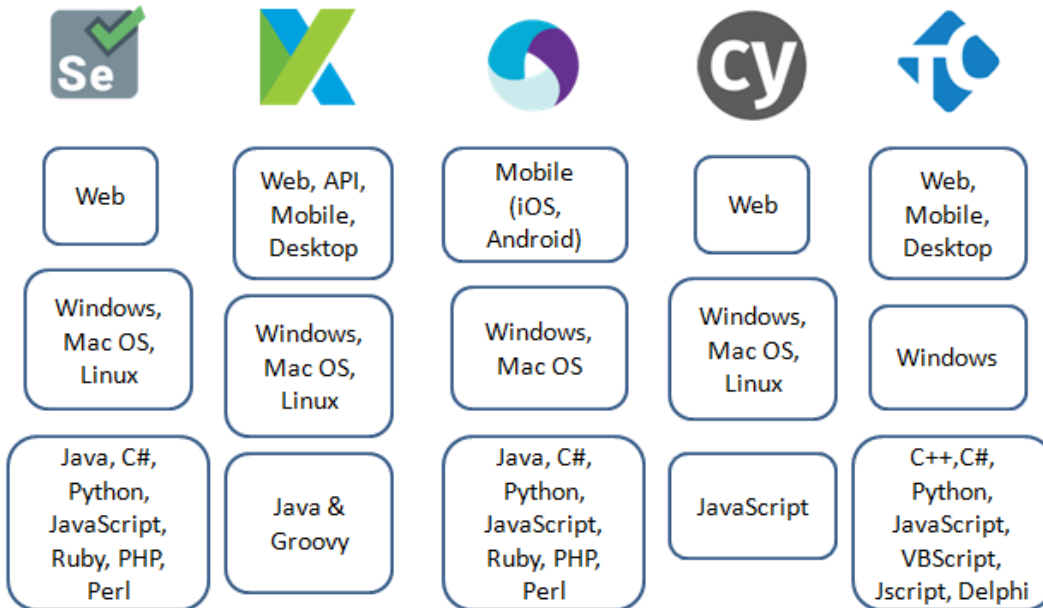 Se
cy
TC
Web
Web, API,
Mobile,
Desktop
Mobile
(iOS,
Android)
Web
Web,
Mobile,
Desktop
Windows,
Mac OS,
Linux
Windows,
Mac OS,
Linux
Windows,
Mac OS
Windows,
Mac OS,
Linux
Windows
Java, C#,
Python,
JavaScript,
Ruby, PHP,
Perl
Java &
Groovy
Java, C#,
Python,
JavaScript,
Ruby, PHP,
Perl
JavaScript
C++,C#,
Python,
JavaScript,
VBScript,
Jscript, Delphi